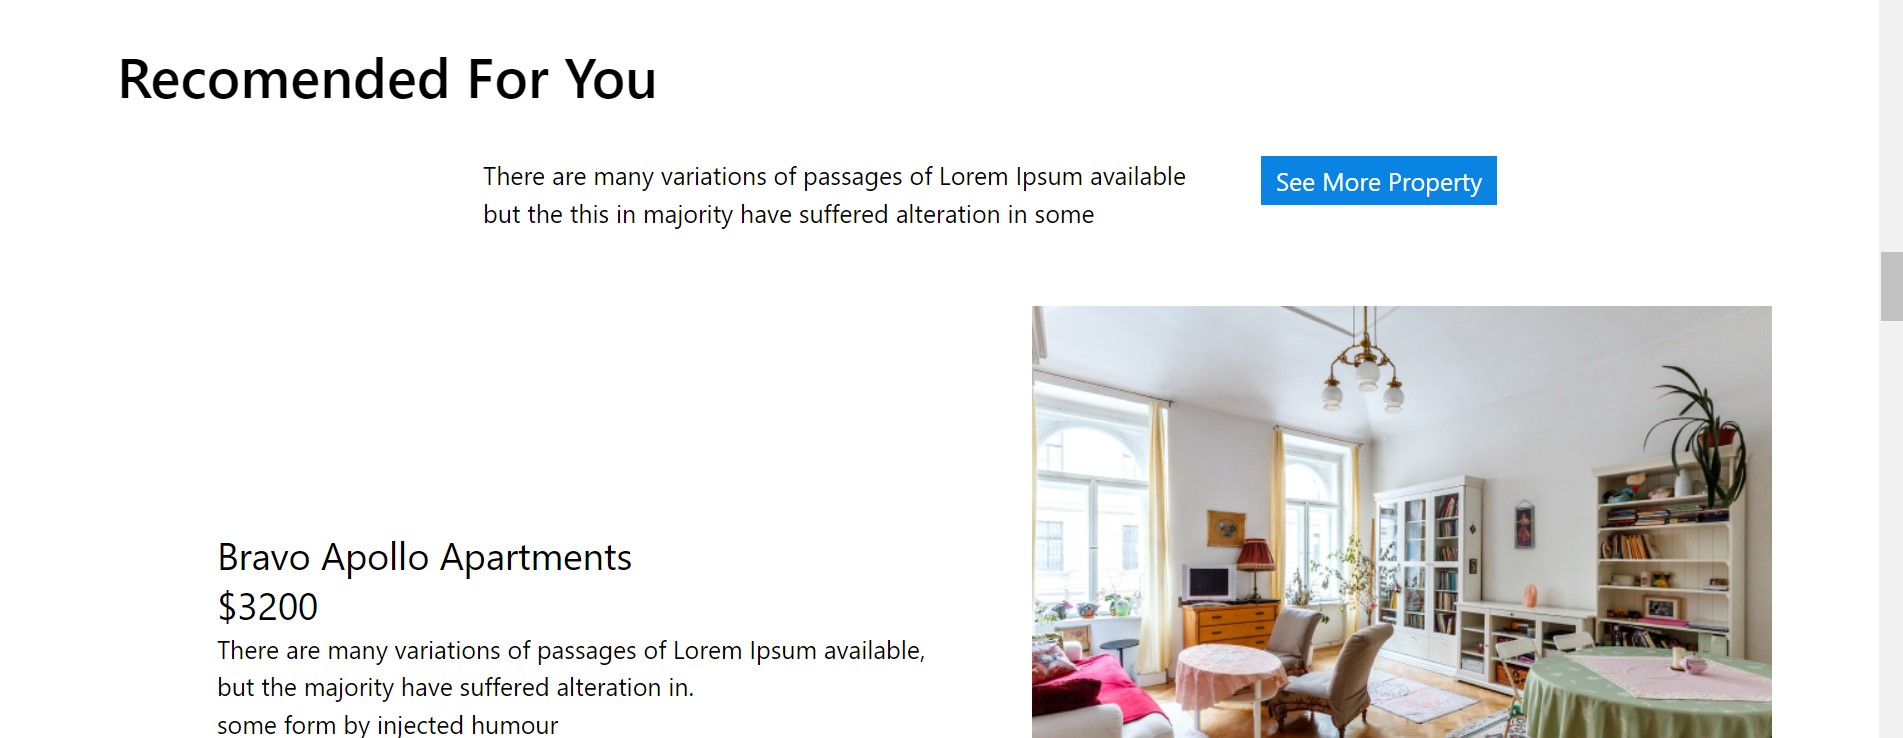 Recomended For You
There are many variations of passages of Lorem Ipsum available
but the this in majority have suffered alteration in some
See More Property
Bravo Apollo Apartments
$3200
There are many variations of passages of Lorem Ipsum available,
but the majority have suffered alteration in.
some form by injected humour